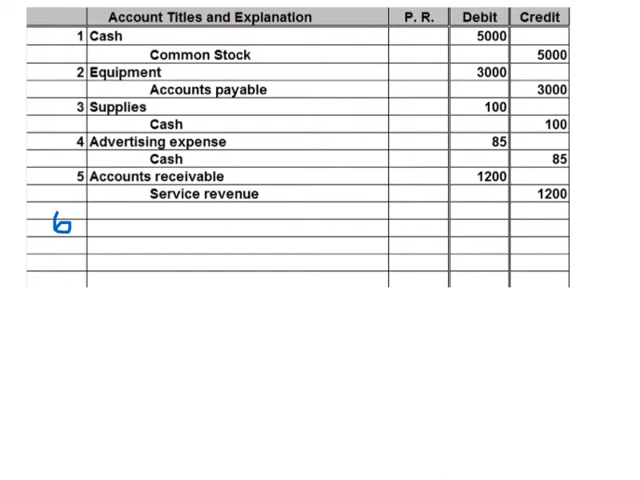 Account Titles and Explanation P. R. Debit Credit
1 Cash 5000
Common Stock 5000
2 Equipment 3000
Accounts payable 3000
3 Supplies 100
Cash 100
4 Advertising expense 85
Cash 85
5 Accounts receivable 1200
Service revenue 1200
6